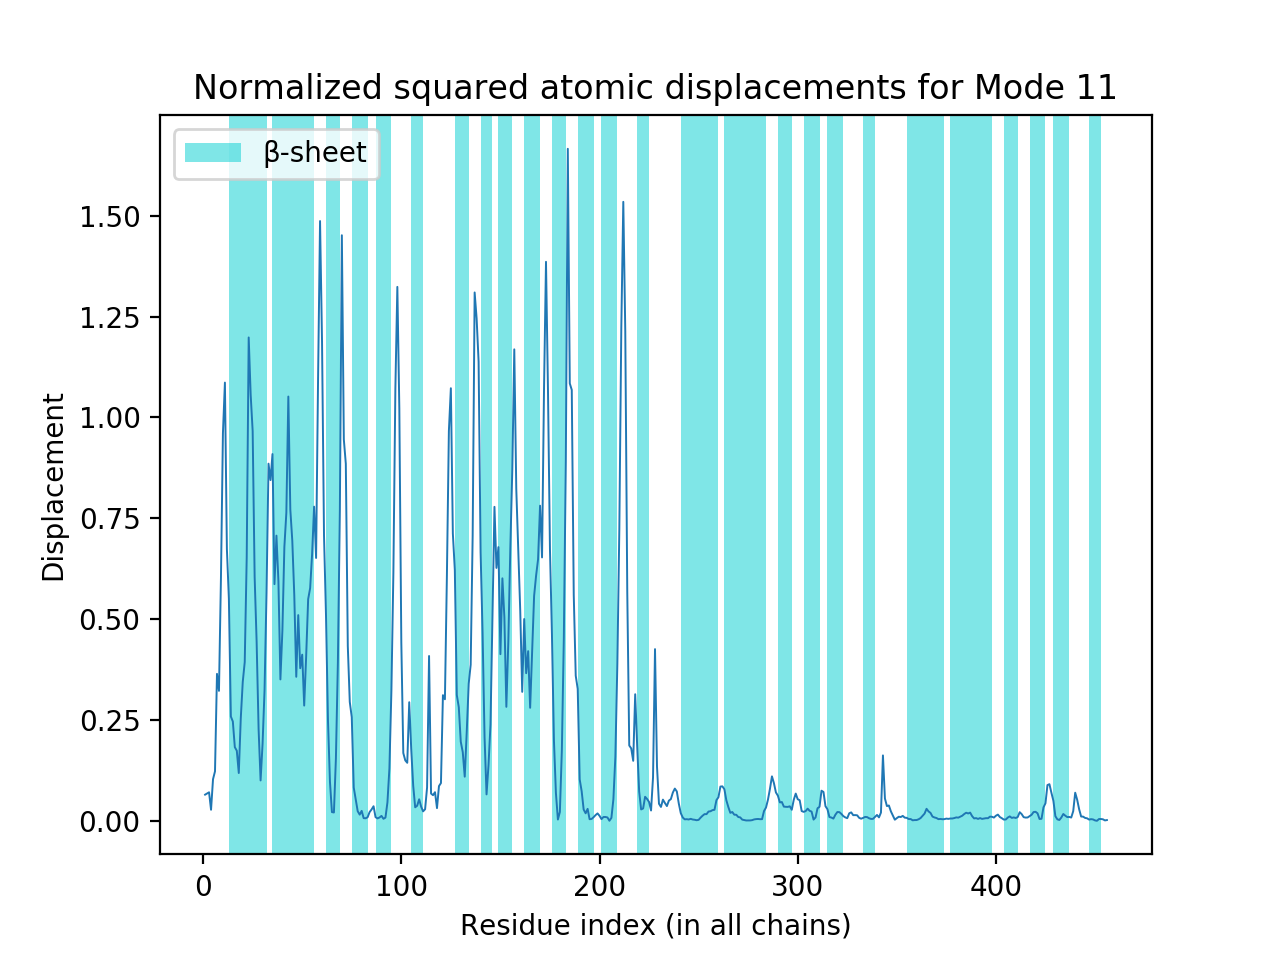 Normalized squared atomic displacements for Mode 11
β-sheet
1.50
1.25
1.00
0.75
0.50
0.25
0.00
Displacement
0 100 200 300 400
Residue index (in all chains)